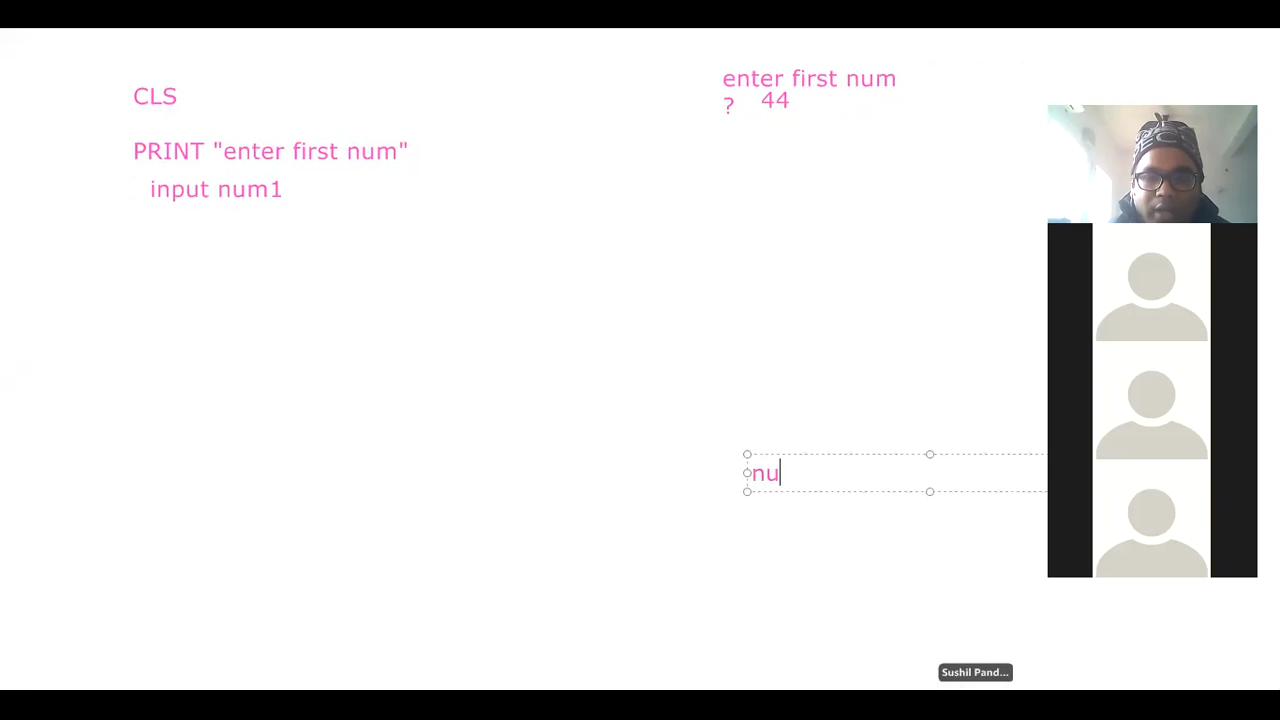 CLS
PRINT "enter first num"
input num1
enter first num
? 44
nu
Sushil Pand...